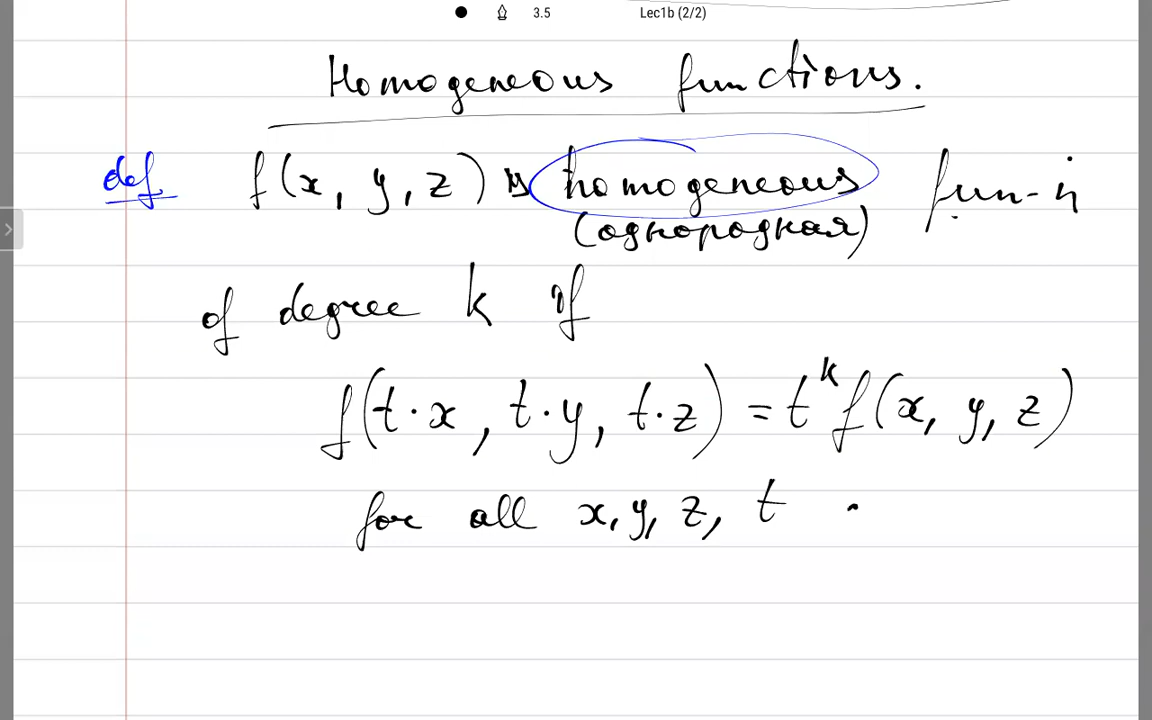 3.5 Lec1b (2/2)
Homogeneous functions.
def f(x, y, z) is homogeneous fun-n
(однородная)
of degree k if
f(t·x, t·y, t·z) = t^k f(x, y, z)
for all x, y, z, t .